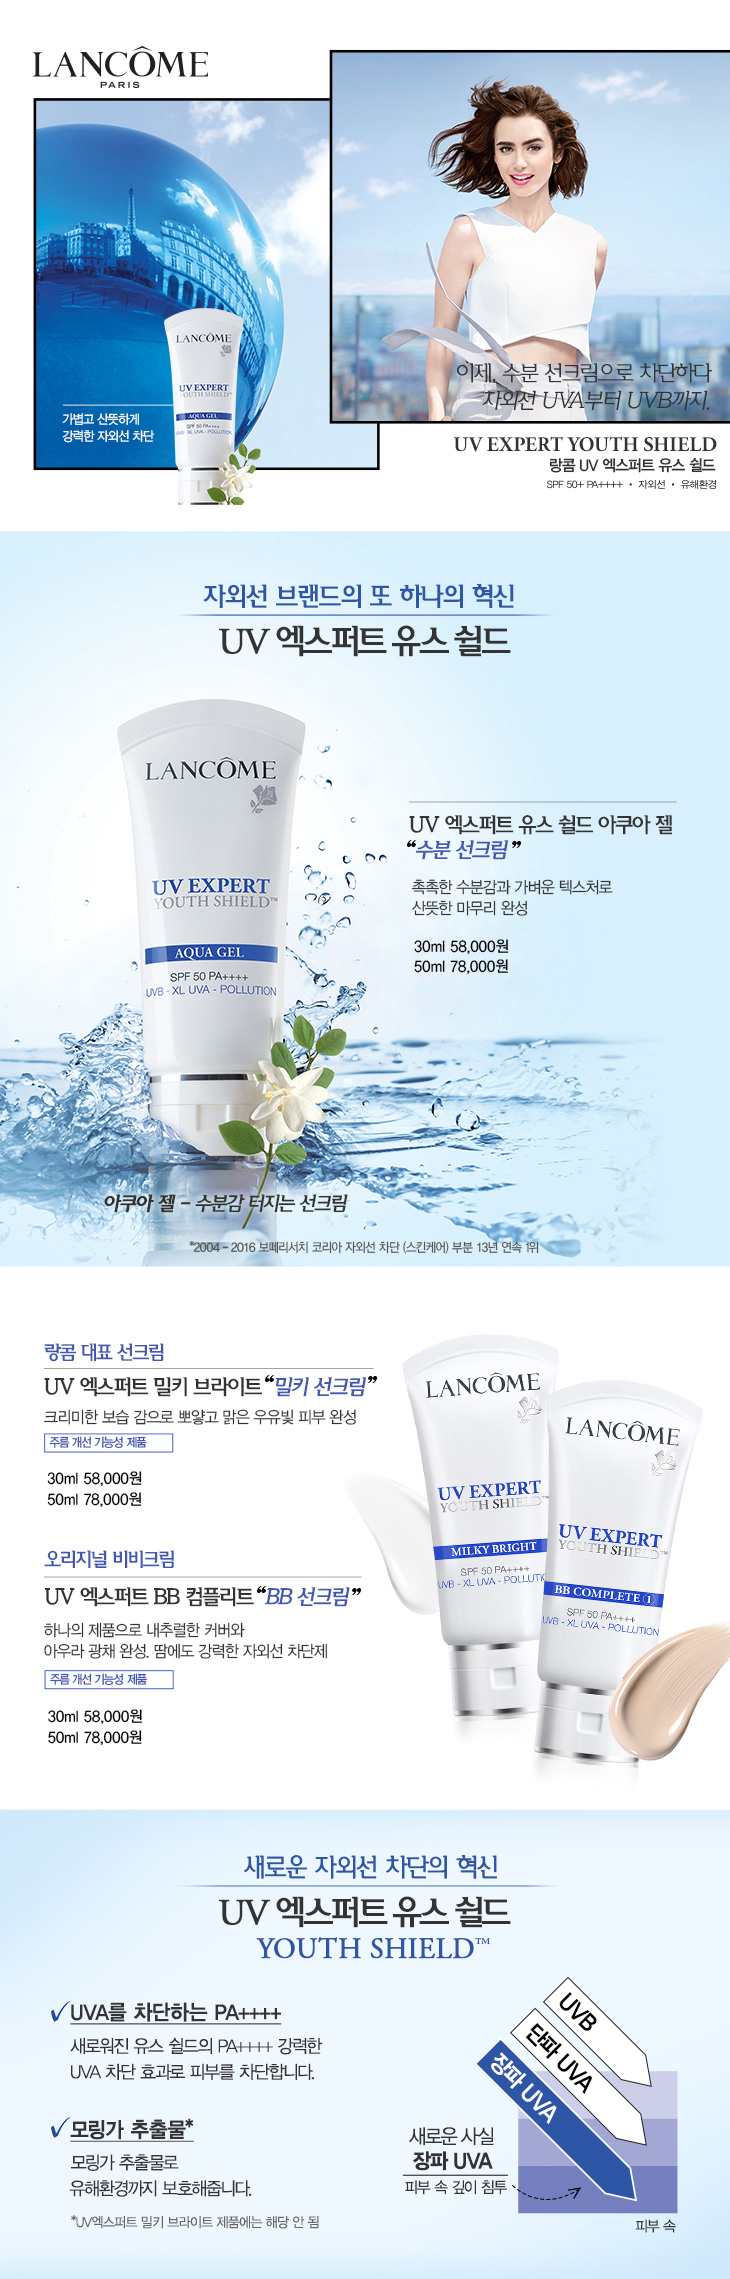 LANCÔME
PARIS
LANCÔME
UV EXPERT
YOUTH SHIELD™
AQUA GEL
SPF 50 PA++++
UVB - XL UVA - POLLUTION
가볍고 산뜻하게
강력한 자외선 차단
이제, 수분 선크림으로 차단하다
자외선 UVA부터 UVB까지.
UV EXPERT YOUTH SHIELD
랑콤 UV 엑스퍼트 유스 쉴드
SPF 50+ PA++++ • 자외선 • 유해환경
자외선 브랜드의 또 하나의 혁신
UV 엑스퍼트 유스 쉴드
LANCÔME
UV EXPERT
YOUTH SHIELD™
AQUA GEL
SPF 50 PA++++
UVB - XL UVA - POLLUTION
UV 엑스퍼트 유스 쉴드 아쿠아 젤
“수분 선크림”
촉촉한 수분감과 가벼운 텍스처로
산뜻한 마무리 완성
30ml 58,000원
50ml 78,000원
아쿠아 젤 - 수분감 터지는 선크림
*2004 - 2016 보떼리서치 코리아 자외선 차단 (스킨케어) 부분 13년 연속 1위
랑콤 대표 선크림
UV 엑스퍼트 밀키 브라이트 “밀키 선크림”
크리미한 보습 감으로 뽀얗고 맑은 우윳빛 피부 완성
주름 개선 기능성 제품
30ml 58,000원
50ml 78,000원
오리지널 비비크림
UV 엑스퍼트 BB 컴플리트 “BB 선크림”
하나의 제품으로 내추럴한 커버와
아우라 광채 완성. 땀에도 강력한 자외선 차단제
주름 개선 기능성 제품
30ml 58,000원
50ml 78,000원
LANCÔME
UV EXPERT
YOUTH SHIELD™
MILKY BRIGHT
SPF 50 PA++++
UVB - XL UVA - POLLUTIO
LANCÔME
UV EXPERT
YOUTH SHIELD™
BB COMPLETE 1
SPF 50 PA++++
UVB - XL UVA - POLLUTION
새로운 자외선 차단의 혁신
UV 엑스퍼트 유스 쉴드
YOUTH SHIELD™
UVA를 차단하는 PA++++
새로워진 유스 쉴드의 PA++++ 강력한
UVA 차단 효과로 피부를 차단합니다.
모링가 추출물*
모링가 추출물로
유해환경까지 보호해줍니다.
*UV엑스퍼트 밀키 브라이트 제품에는 해당 안 됨
UVB
단파 UVA
장파 UVA
새로운 사실
장파 UVA
피부 속 깊이 침투
피부 속